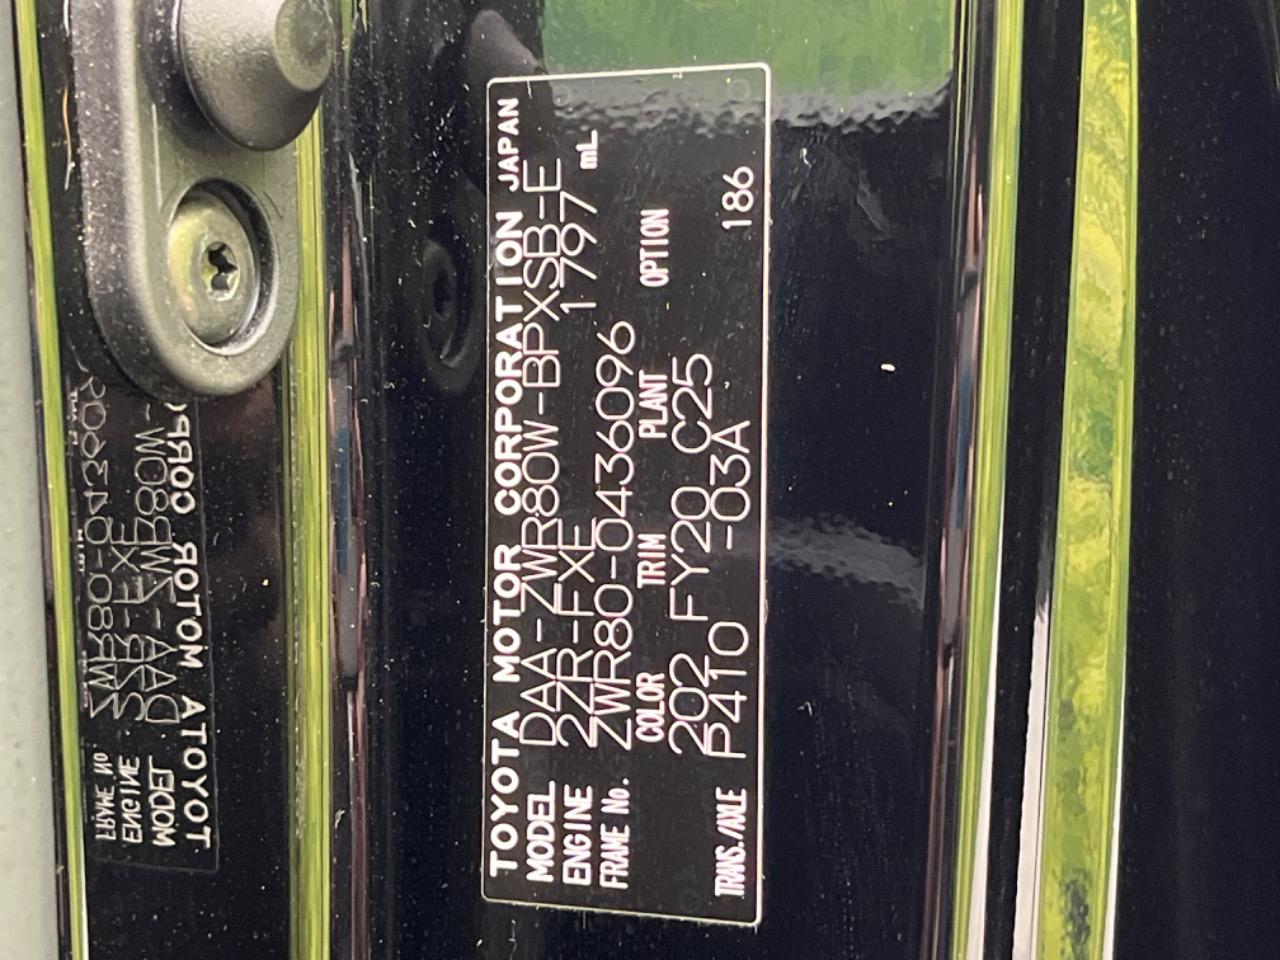 TOYOTA MOTOR CORPORATION JAPAN
MODEL DAA-ZWR80W-BPXSB-E
ENGINE 2ZR-FXE 1797 mL
FRAME No. ZWR80-0436096
COLOR TRIM PLANT OPTION
202 FY20 C25
TRANS./AXLE P410 -03A 186